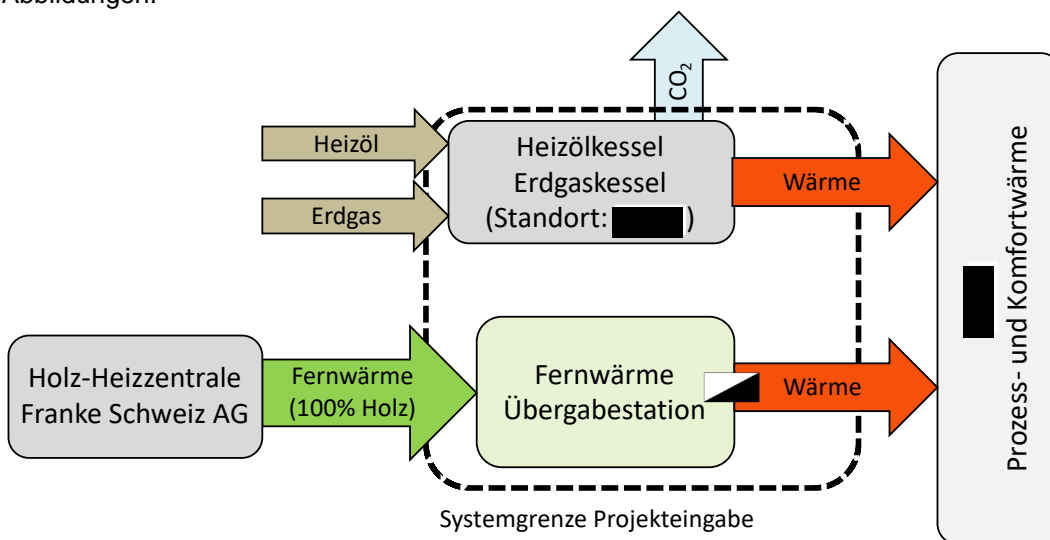 Abbildungen.
CO₂
Heizöl
Erdgas
Heizölkessel
Erdgaskessel
(Standort: )
Wärme
Holz-Heizzentrale
Franke Schweiz AG
Fernwärme
(100% Holz)
Fernwärme
Übergabestation
Wärme
Prozess- und Komfortwärme
Systemgrenze Projekteingabe